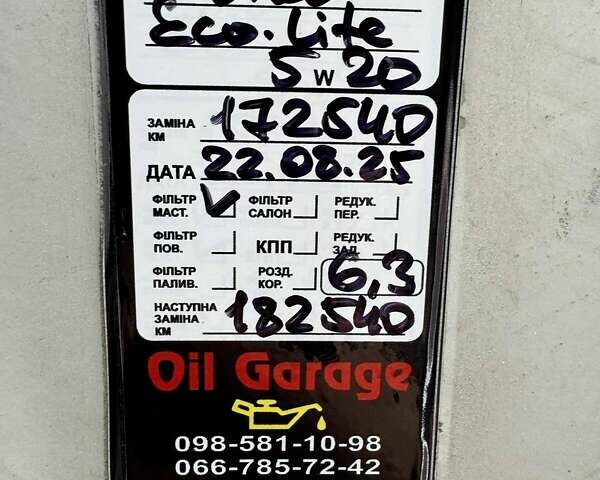 Eco. Lite
5 W 20
ЗАМІНА КМ 172540
ДАТА 22.08.25
ФІЛЬТР МАСТ. V ФІЛЬТР САЛОН РЕДУК. ПЕР.
ФІЛЬТР ПОВ. КПП РЕДУК. ЗАД.
ФІЛЬТР ПАЛИВ. РОЗД. КОР. 6,3
НАСТУПНА ЗАМІНА КМ 182540
Oil Garage
098-581-10-98
066-785-72-42